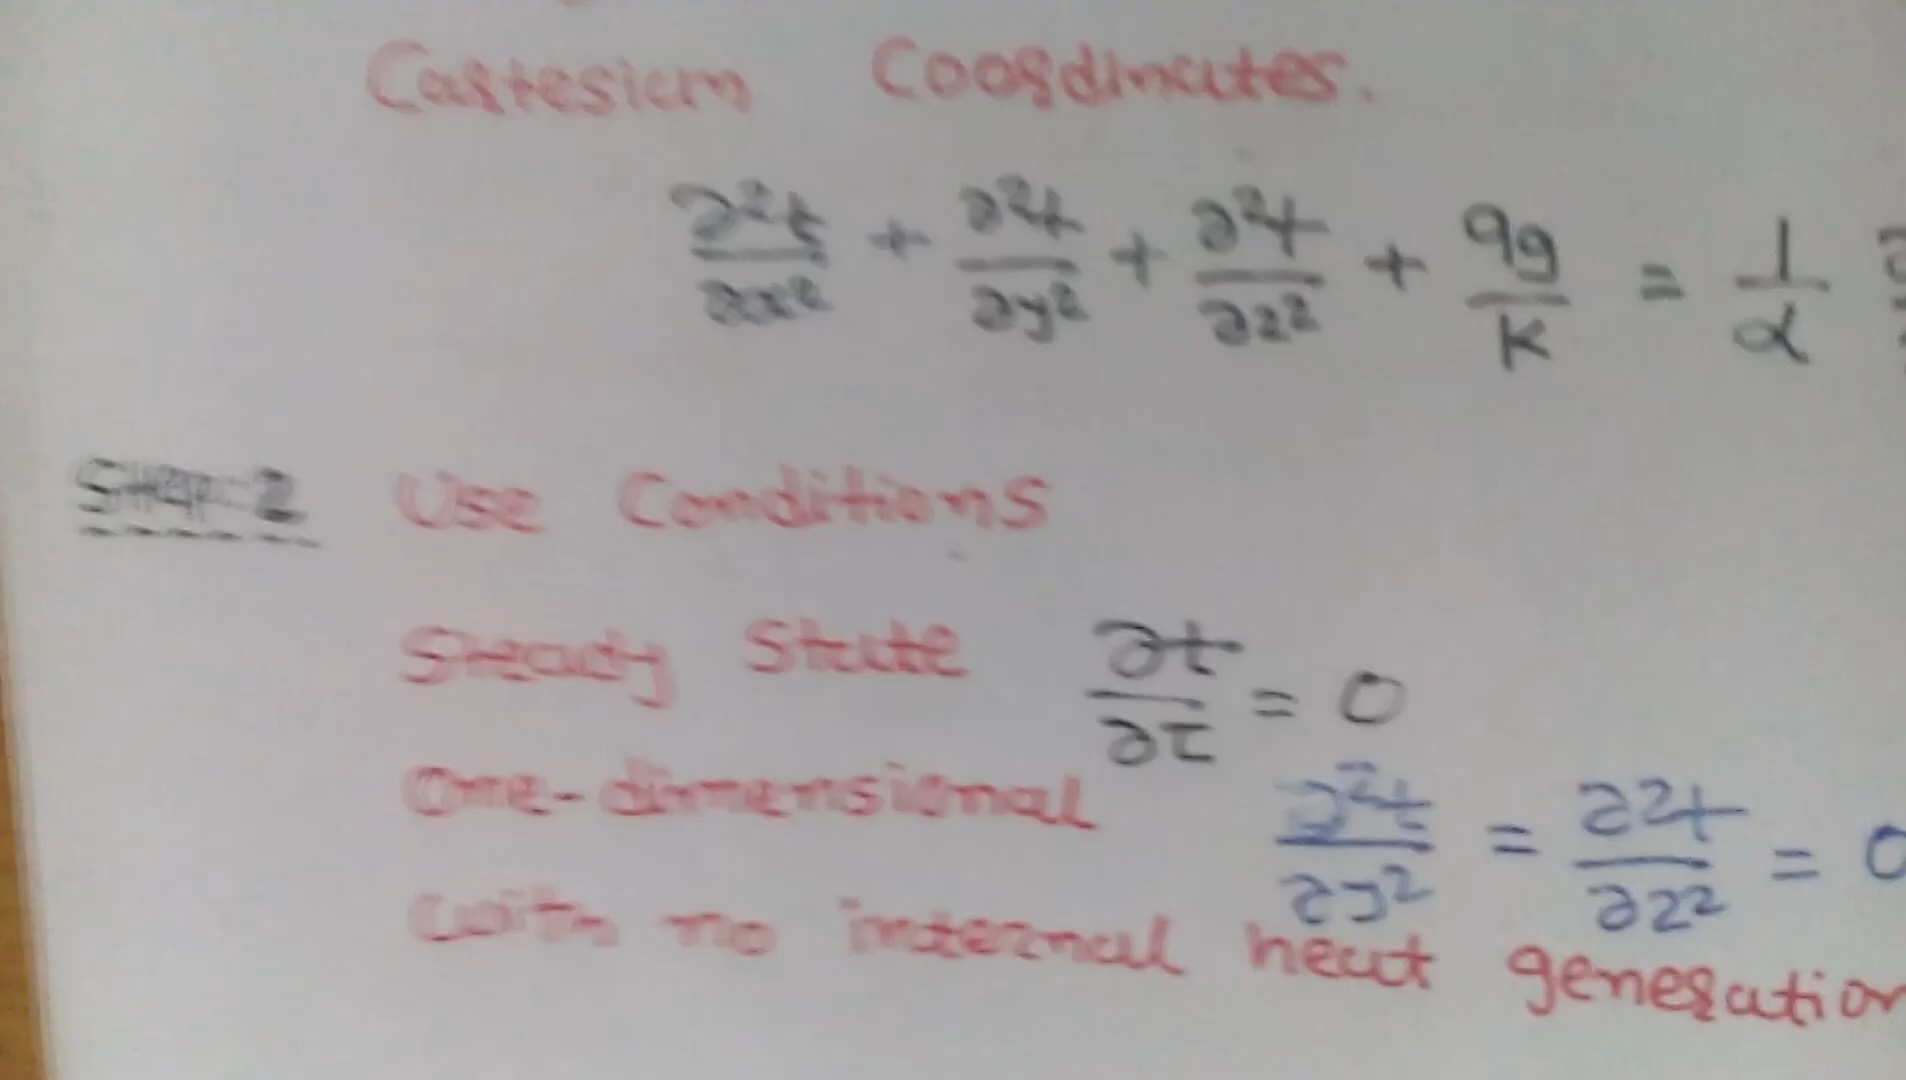 Cartesian Coordinates.
∂²t/∂x² + ∂²t/∂y² + ∂²t/∂z² + qg/k = 1/α
Step-2 Use Conditions
Steady State ∂t/∂τ = 0
One-dimensional ∂²t/∂y² = ∂²t/∂z² = 0
with no internal heat generation